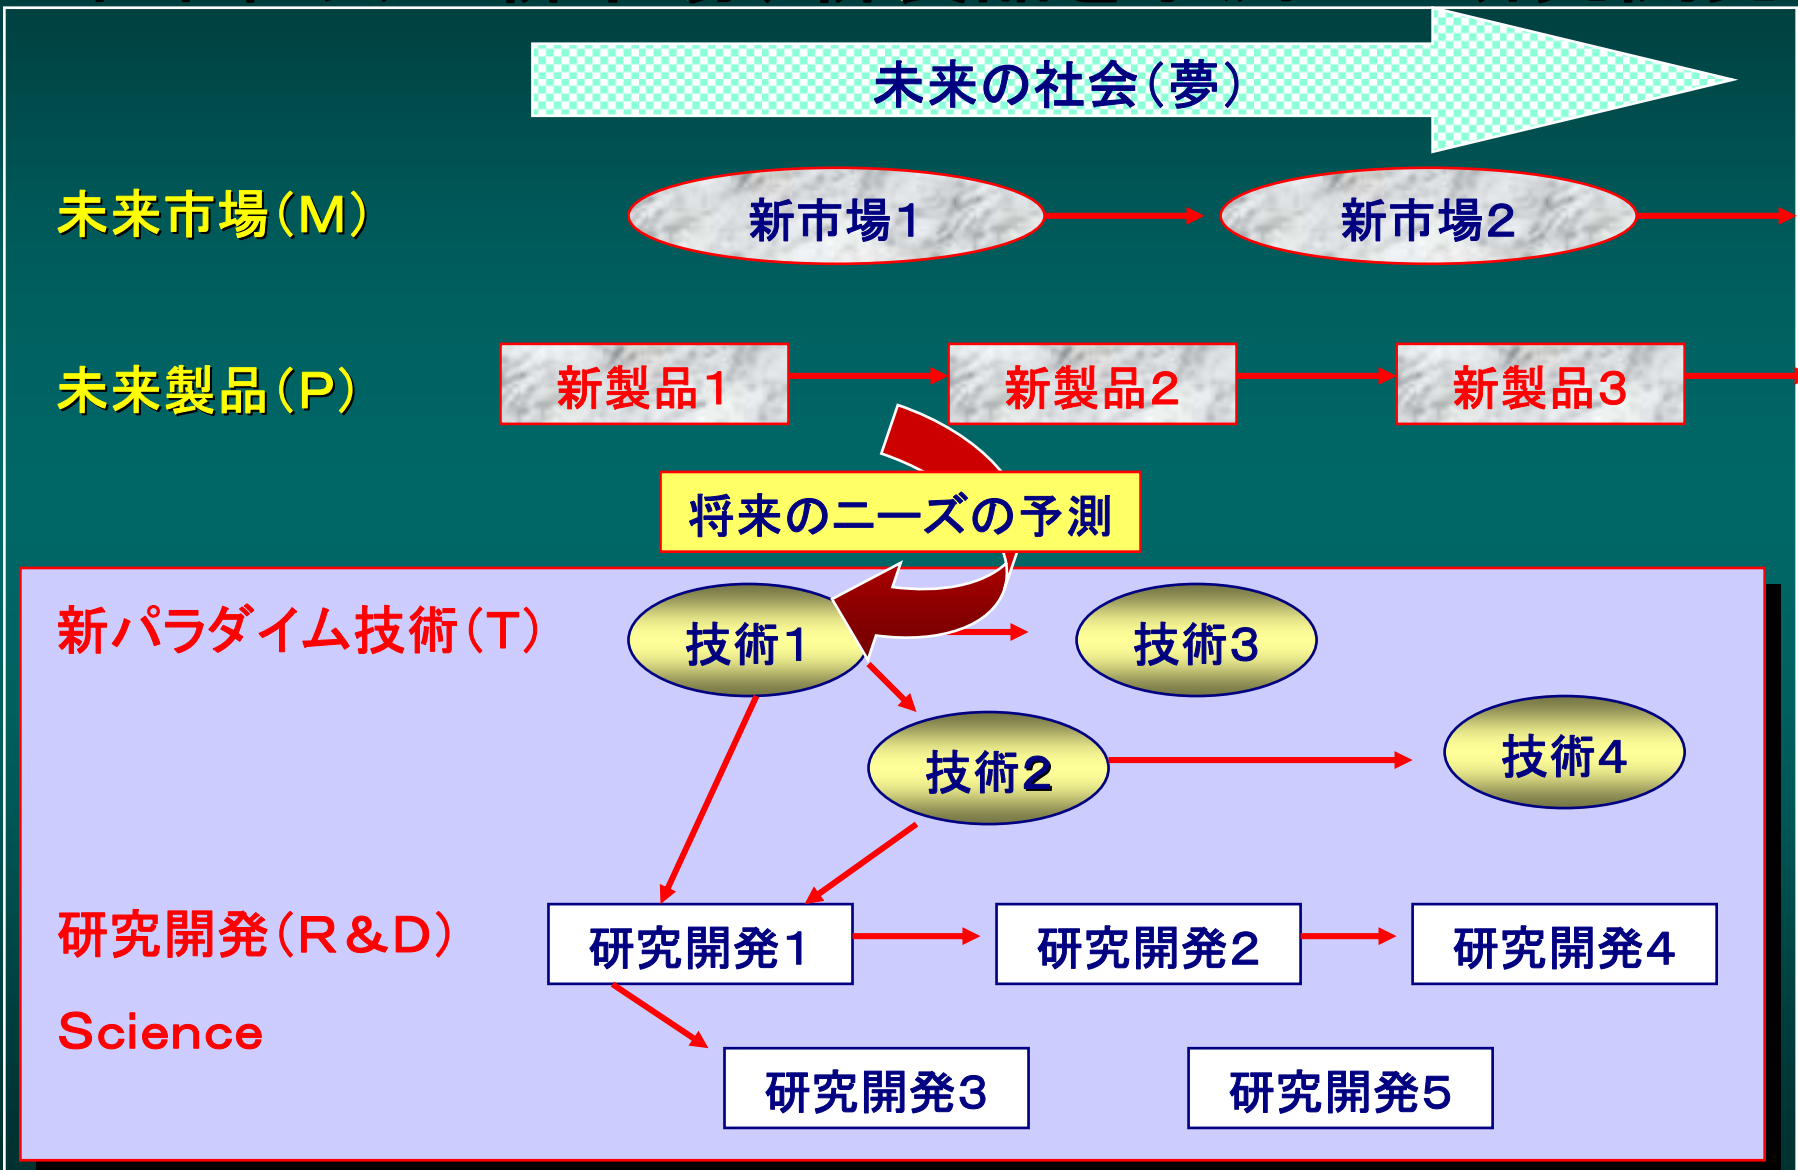 未来の社会(夢)
未来市場(M)
新市場1
新市場2
未来製品(P)
新製品1
新製品2
新製品3
将来のニーズの予測
新パラダイム技術(T)
技術1
技術3
技術2
技術4
研究開発(R&D)
研究開発1
研究開発2
研究開発4
Science
研究開発3
研究開発5